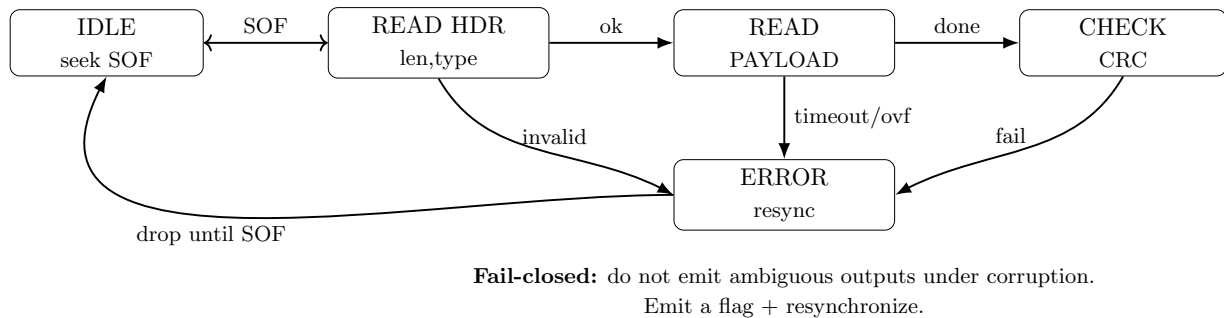 IDLE
seek SOF
SOF
READ HDR
len,type
ok
READ
PAYLOAD
done
CHECK
CRC
invalid
timeout/ovf
fail
ERROR
resync
drop until SOF
Fail-closed: do not emit ambiguous outputs under corruption.
Emit a flag + resynchronize.